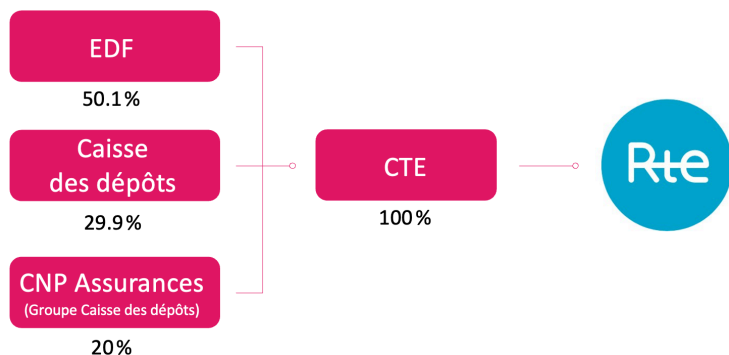 EDF
50.1%
Caisse
des dépôts
29.9%
CNP Assurances
(Groupe Caisse des dépôts)
20%
CTE
100%
Rte